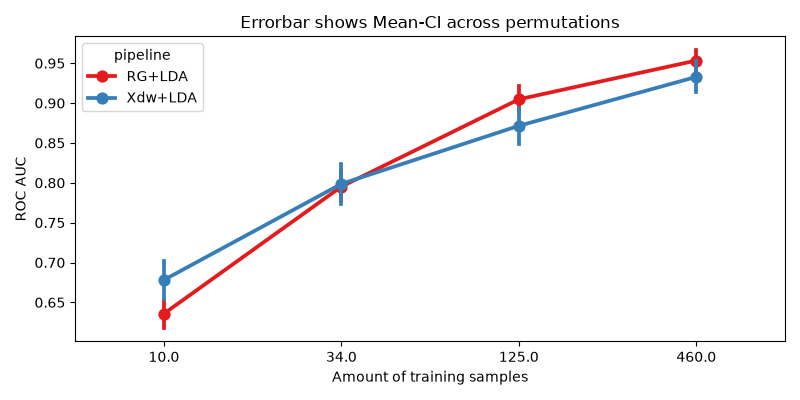 Errorbar shows Mean-CI across permutations
pipeline
RG+LDA
Xdw+LDA
ROC AUC
0.95
0.90
0.85
0.80
0.75
0.70
0.65
10.0 34.0 125.0 460.0
Amount of training samples